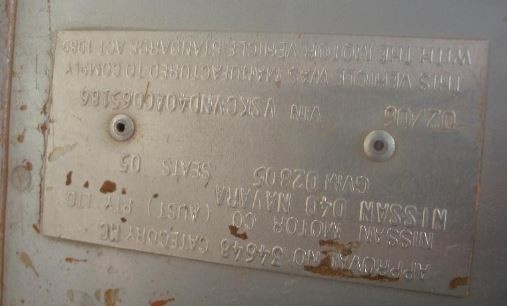 APPROVAL NO 34648 CATEGORY MC
NISSAN MOTOR CO (AUST) PTY LTD
NISSAN D40 NAVARA
GVM 02805 SEATS 05
02/06 VIN VSKCVND40A0065186
THIS VEHICLE WAS MANUFACTURED TO COMPLY
WITH THE MOTOR VEHICLE STANDARDS ACT 1989